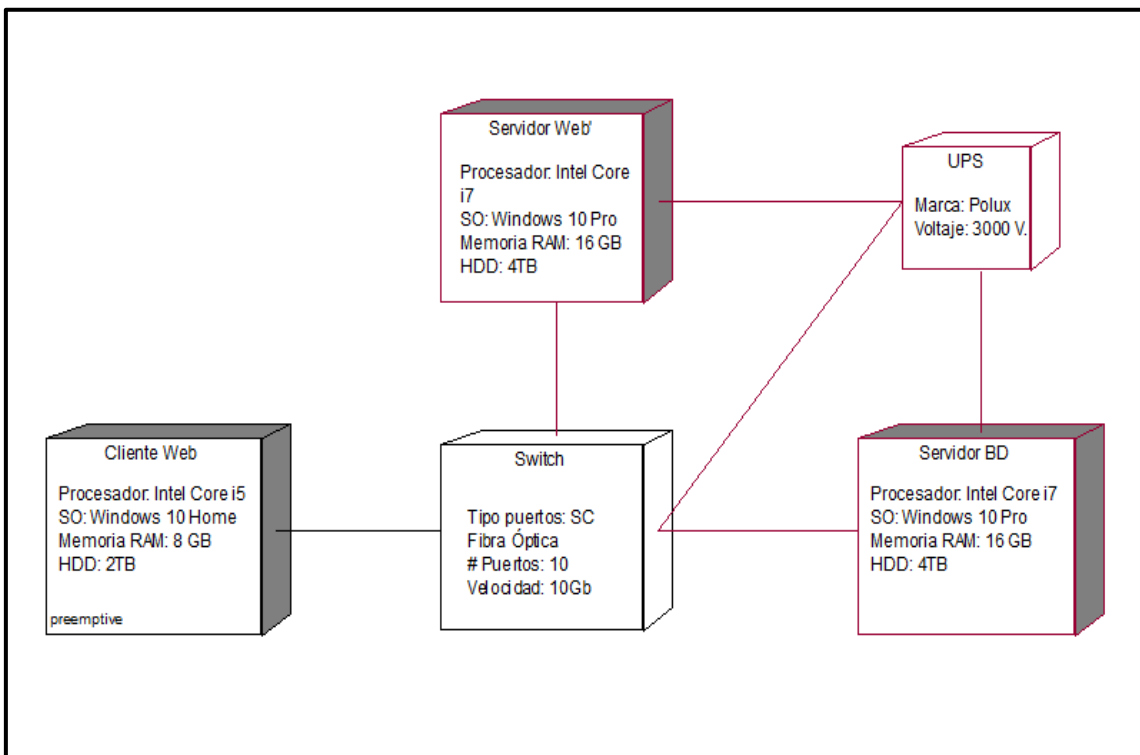 Servidor Web'
Procesador: Intel Core
i7
SO: Windows 10 Pro
Memoria RAM: 16 GB
HDD: 4TB
UPS
Marca: Polux
Voltaje: 3000 V.
Cliente Web
Procesador: Intel Core i5
SO: Windows 10 Home
Memoria RAM: 8 GB
HDD: 2TB
preemptive
Switch
Tipo puertos: SC
Fibra Óptica
# Puertos: 10
Velocidad: 10Gb
Servidor BD
Procesador: Intel Core i7
SO: Windows 10 Pro
Memoria RAM: 16 GB
HDD: 4TB